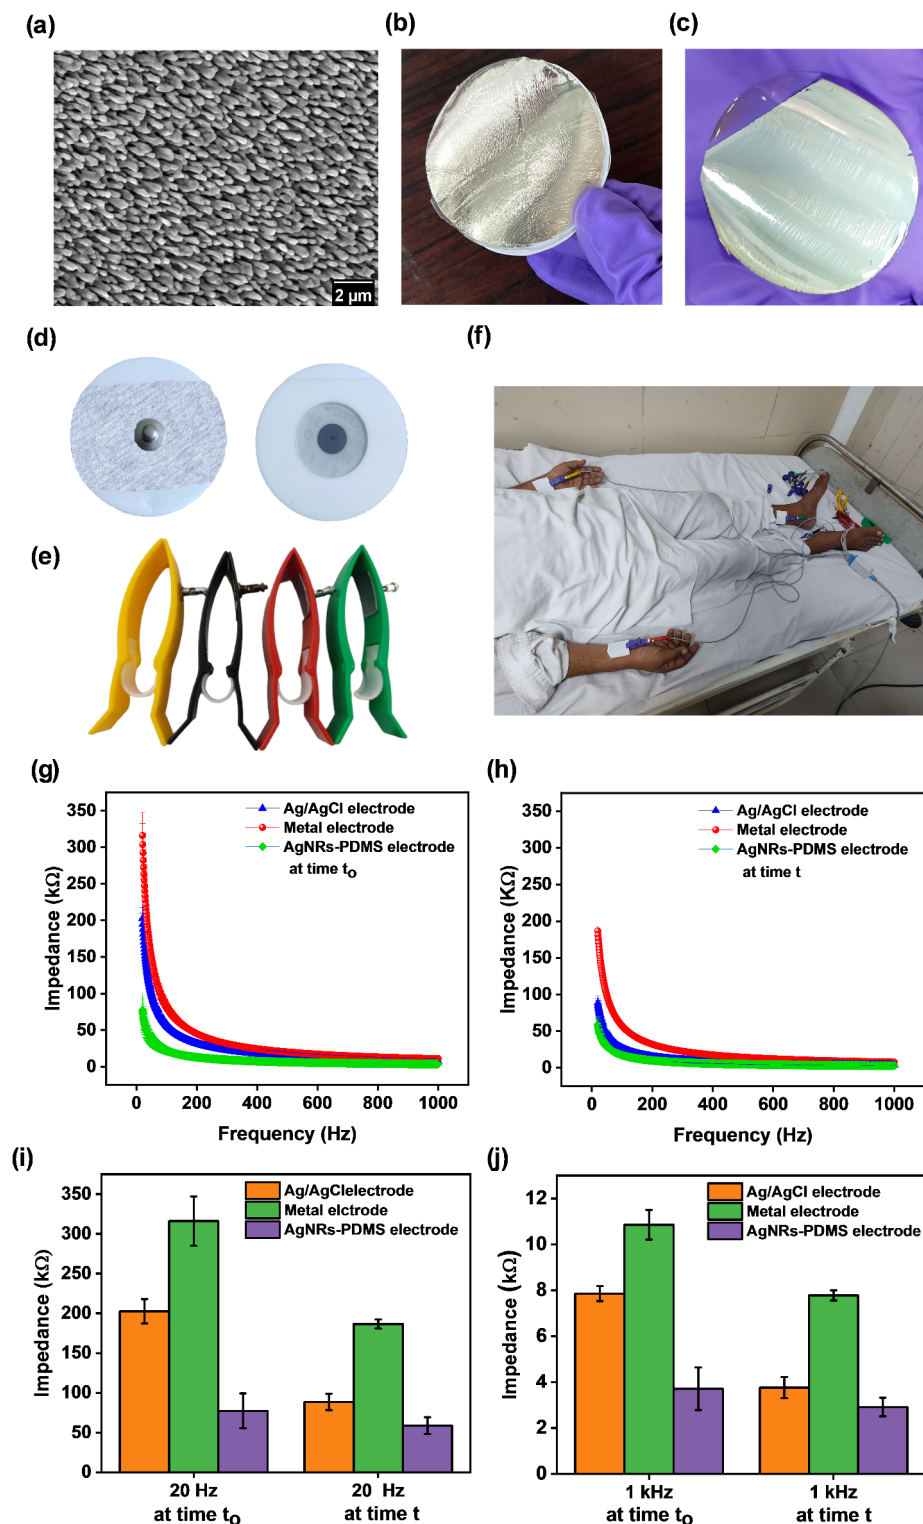 (a)
(b)
(c)
2 µm
(d)
(f)
(e)
(g)
(h)
350
300
250
200
150
100
50
0
Impedance (kΩ)
Ag/AgCl electrode
Metal electrode
AgNRs-PDMS electrode
at time to
0 200 400 600 800 1000
Frequency (Hz)
350
300
250
200
150
100
50
0
Impedance (KΩ)
Ag/AgCl electrode
Metal electrode
AgNRs-PDMS electrode
at time t
0 200 400 600 800 1000
Frequency (Hz)
(i)
(j)
350
300
250
200
150
100
50
0
Impedance (kΩ)
Ag/AgClelectrode
Metal elctrode
AgNRs-PDMS electrode
20 Hz 20 Hz
at time to at time t
12
10
8
6
4
2
0
Impedance (kΩ)
Ag/AgCl electrode
Metal electrode
AgNRs-PDMS electrode
1 kHz 1 kHz
at time to at time t